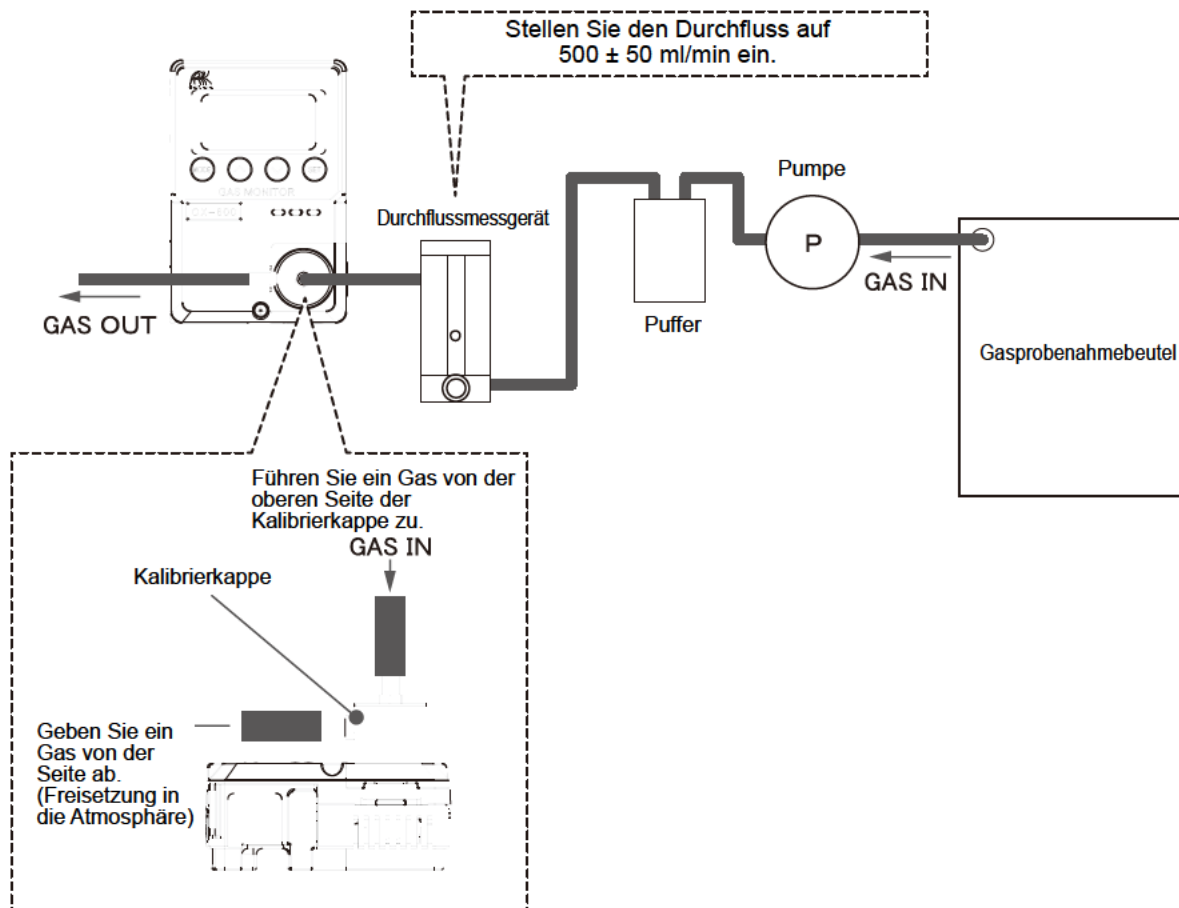 Stellen Sie den Durchfluss auf
500 ± 50 ml/min ein.
Pumpe
P
GAS IN
Gasprobenahmebeutel
Puffer
Durchflussmessgerät
GAS MONITOR
GAS OUT
Führen Sie ein Gas von der
oberen Seite der
Kalibrierkappe zu.
GAS IN
Kalibrierkappe
Geben Sie ein
Gas von der
Seite ab.
(Freisetzung in
die Atmosphäre)